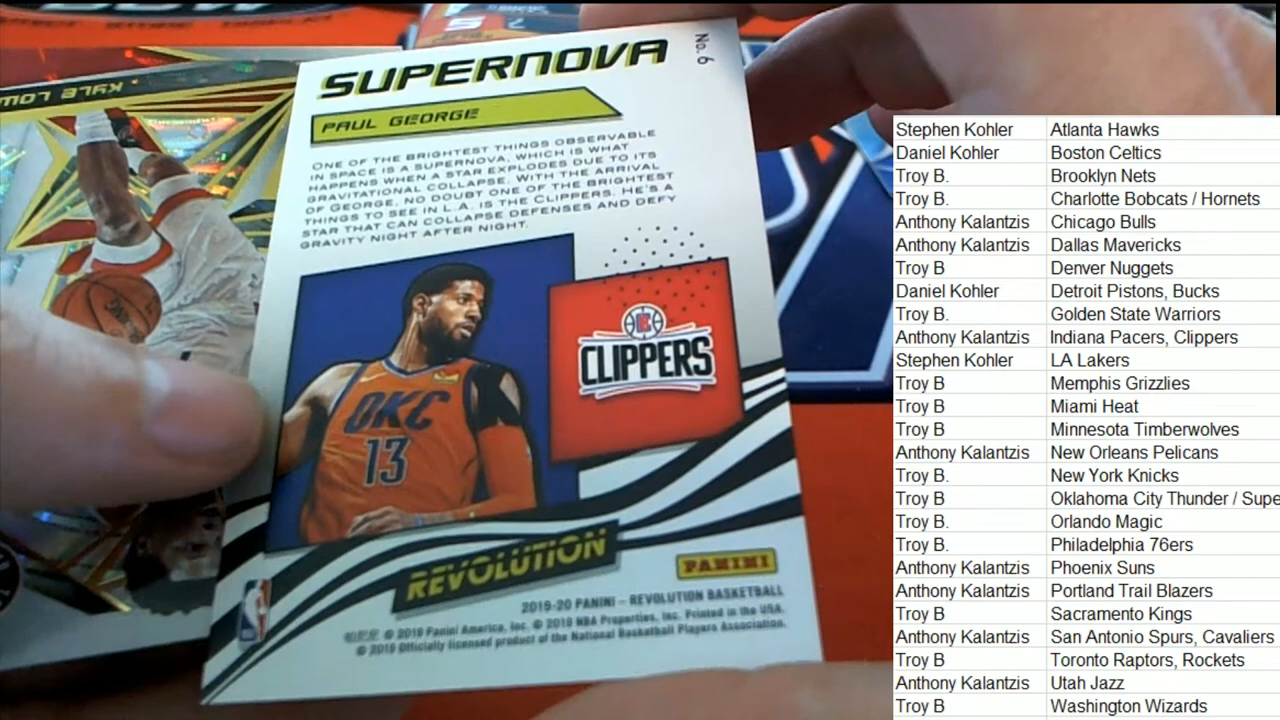 SUPERNOVA
No. 6
PAUL GEORGE
ONE OF THE BRIGHTEST THINGS OBSERVABLE
IN SPACE IS A SUPERNOVA, WHICH IS WHAT
HAPPENS WHEN A STAR EXPLODES DUE TO ITS
GRAVITATIONAL COLLAPSE. WITH THE ARRIVAL
OF GEORGE, NO DOUBT ONE OF THE BRIGHTEST
THINGS TO SEE IN L.A. IS THE CLIPPERS. HE'S A
STAR THAT CAN COLLAPSE DEFENSES AND DEFY
GRAVITY NIGHT AFTER NIGHT.
CLIPPERS
OKC
13
REVOLUTION
PANINI
2019-20 PANINI – REVOLUTION BASKETBALL
© 2019 Panini America, Inc. © 2019 NBA Properties, Inc. Printed in the USA.
© 2019 Officially licensed product of the National Basketball Players Association.
KYLE LOW
Stephen Kohler Atlanta Hawks
Daniel Kohler Boston Celtics
Troy B. Brooklyn Nets
Troy B. Charlotte Bobcats / Hornets
Anthony Kalantzis Chicago Bulls
Anthony Kalantzis Dallas Mavericks
Troy B Denver Nuggets
Daniel Kohler Detroit Pistons, Bucks
Troy B. Golden State Warriors
Anthony Kalantzis Indiana Pacers, Clippers
Stephen Kohler LA Lakers
Troy B Memphis Grizzlies
Troy B Miami Heat
Troy B Minnesota Timberwolves
Anthony Kalantzis New Orleans Pelicans
Troy B. New York Knicks
Troy B Oklahoma City Thunder / Supe
Troy B. Orlando Magic
Troy B. Philadelphia 76ers
Anthony Kalantzis Phoenix Suns
Anthony Kalantzis Portland Trail Blazers
Troy B Sacramento Kings
Anthony Kalantzis San Antonio Spurs, Cavaliers
Troy B Toronto Raptors, Rockets
Anthony Kalantzis Utah Jazz
Troy B Washington Wizards